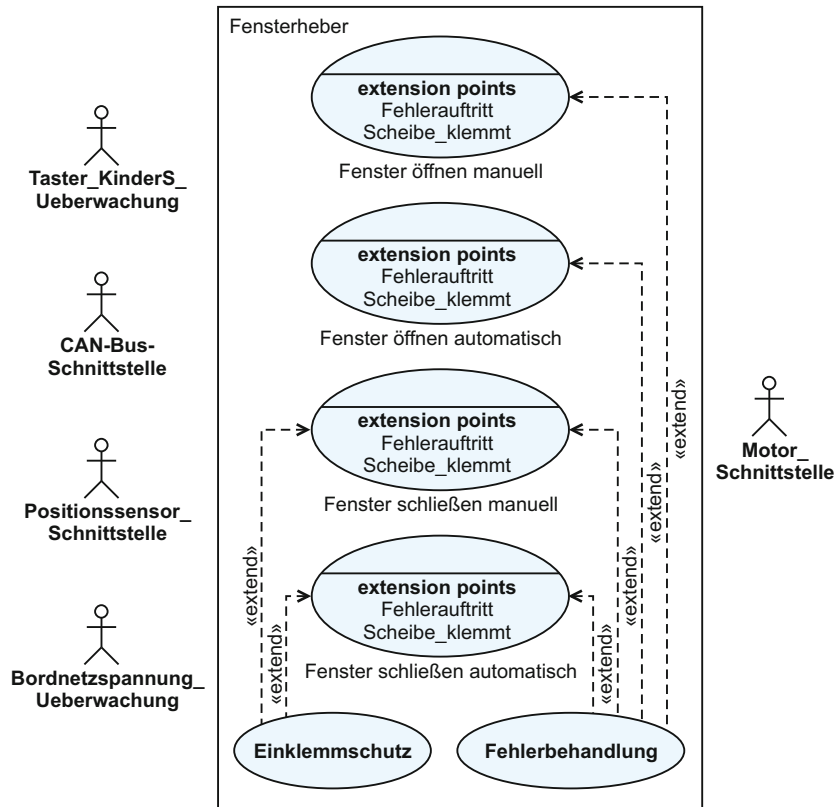 Fensterheber
extension points
Fehlerauftritt
Scheibe_klemmt
Fenster öffnen manuell
Taster_KinderS_
Ueberwachung
extension points
Fehlerauftritt
Scheibe_klemmt
Fenster öffnen automatisch
CAN-Bus-
Schnittstelle
extension points
Fehlerauftritt
Scheibe_klemmt
Fenster schließen manuell
Positionssensor_
Schnittstelle
Motor_
Schnittstelle
extension points
Fehlerauftritt
Scheibe_klemmt
Fenster schließen automatisch
Bordnetzspannung_
Ueberwachung
«extend»
«extend»
«extend»
«extend»
«extend»
«extend»
Einklemmschutz
Fehlerbehandlung